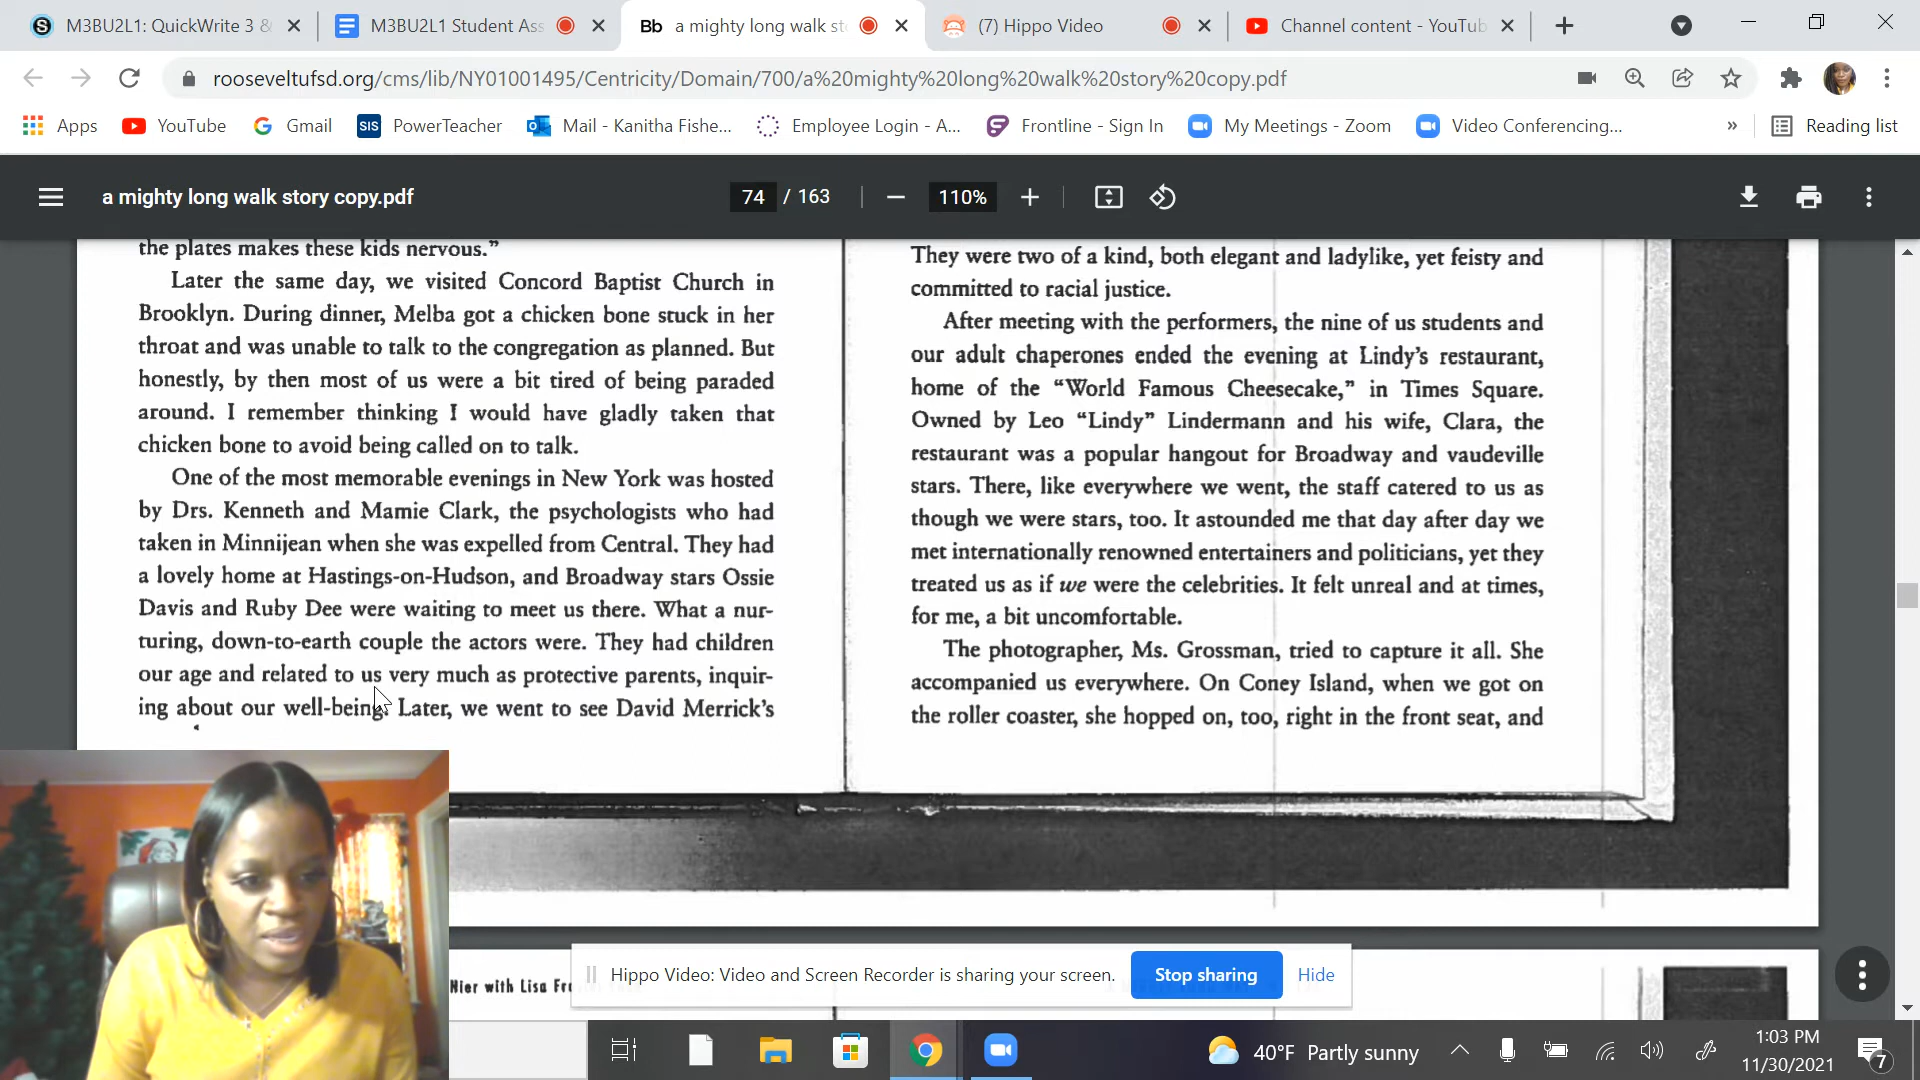 M3BU2L1: QuickWrite 3 &
M3BU2L1 Student Ass
Bb a mighty long walk st
(7) Hippo Video
Channel content - YouTub
rooseveltufsd.org/cms/lib/NY01001495/Centricity/Domain/700/a%20mighty%20long%20walk%20story%20copy.pdf
Apps
YouTube
Gmail
SIS PowerTeacher
Mail - Kanitha Fishe...
Employee Login - A...
Frontline - Sign In
My Meetings - Zoom
Video Conferencing...
»
Reading list
a mighty long walk story copy.pdf
74 / 163
110%
the plates makes these kids nervous.”
Later the same day, we visited Concord Baptist Church in
Brooklyn. During dinner, Melba got a chicken bone stuck in her
throat and was unable to talk to the congregation as planned. But
honestly, by then most of us were a bit tired of being paraded
around. I remember thinking I would have gladly taken that
chicken bone to avoid being called on to talk.
One of the most memorable evenings in New York was hosted
by Drs. Kenneth and Mamie Clark, the psychologists who had
taken in Minnijean when she was expelled from Central. They had
a lovely home at Hastings-on-Hudson, and Broadway stars Ossie
Davis and Ruby Dee were waiting to meet us there. What a nur-
turing, down-to-earth couple the actors were. They had children
our age and related to us very much as protective parents, inquir-
ing about our well-being. Later, we went to see David Merrick’s
They were two of a kind, both elegant and ladylike, yet feisty and
committed to racial justice.
After meeting with the performers, the nine of us students and
our adult chaperones ended the evening at Lindy’s restaurant,
home of the “World Famous Cheesecake,” in Times Square.
Owned by Leo “Lindy” Lindermann and his wife, Clara, the
restaurant was a popular hangout for Broadway and vaudeville
stars. There, like everywhere we went, the staff catered to us as
though we were stars, too. It astounded me that day after day we
met internationally renowned entertainers and politicians, yet they
treated us as if we were the celebrities. It felt unreal and at times,
for me, a bit uncomfortable.
The photographer, Ms. Grossman, tried to capture it all. She
accompanied us everywhere. On Coney Island, when we got on
the roller coaster, she hopped on, too, right in the front seat, and
Nier with Lisa
Hippo Video: Video and Screen Recorder is sharing your screen.
Stop sharing
Hide
40°F Partly sunny
1:03 PM
11/30/2021
7